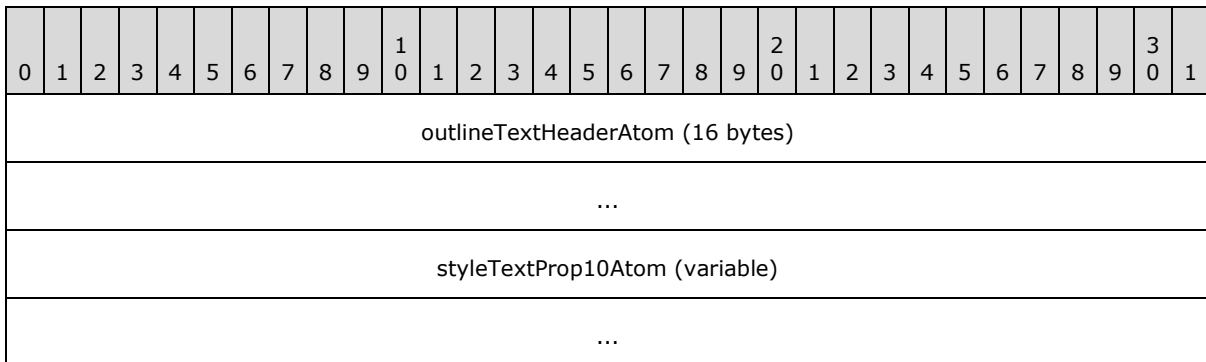 0 1 2 3 4 5 6 7 8 9 1 0 1 2 3 4 5 6 7 8 9 2 0 1 2 3 4 5 6 7 8 9 3 0 1
outlineTextHeaderAtom (16 bytes)
...
styleTextProp10Atom (variable)
...